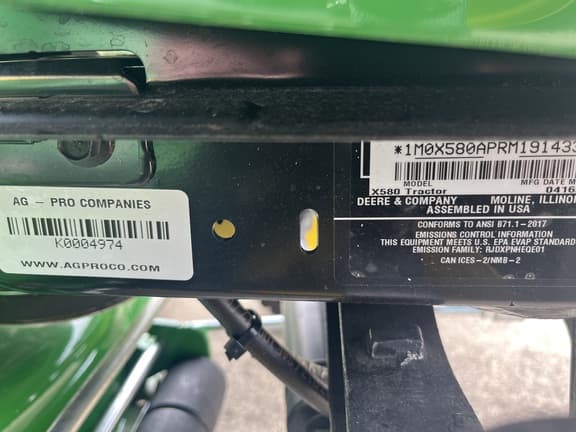 AG - PRO COMPANIES
K0004974
WWW.AGPROCO.COM
*1M0X580APRM191433
MODEL MFG DATE M
X580 Tractor 0416
DEERE & COMPANY MOLINE, ILLINOI
ASSEMBLED IN USA
CONFORMS TO ANSI B71.1-2017
EMISSIONS CONTROL INFORMATION
THIS EQUIPMENT MEETS U.S. EPA EVAP STANDARD
EMISSION FAMILY: RJDXPNHEQE01
CAN ICES-2/NMB-2